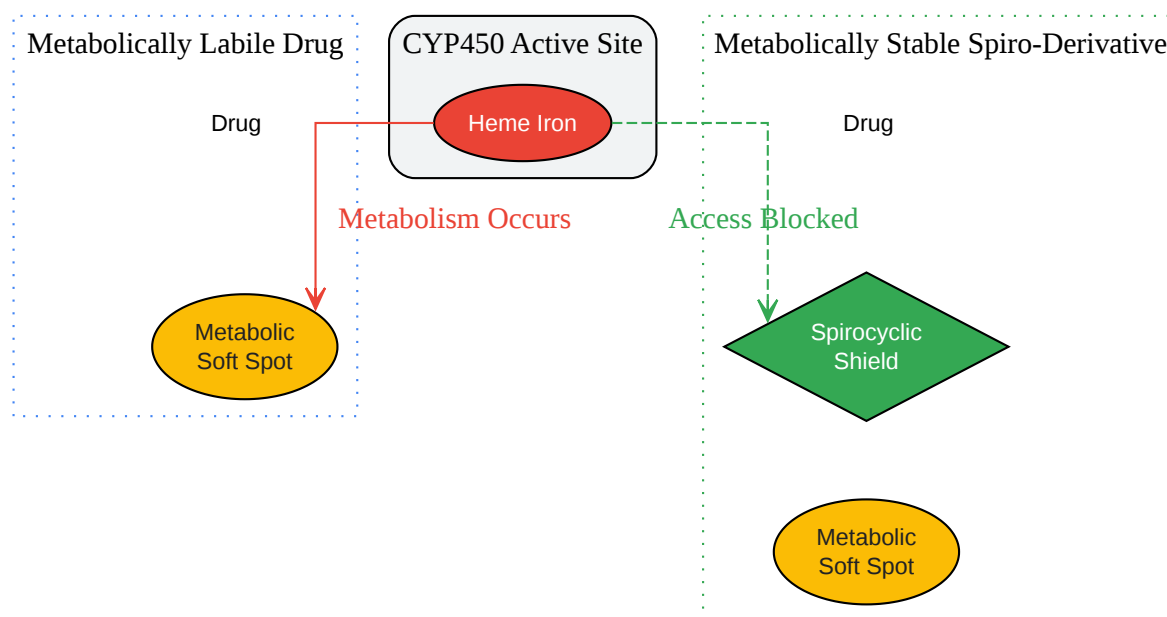 Metabolically Labile Drug
CYP450 Active Site
Metabolically Stable Spiro-Derivative
Drug
Heme Iron
Drug
Metabolism Occurs
Access Blocked
Metabolic
Soft Spot
Spirocyclic
Shield
Metabolic
Soft Spot